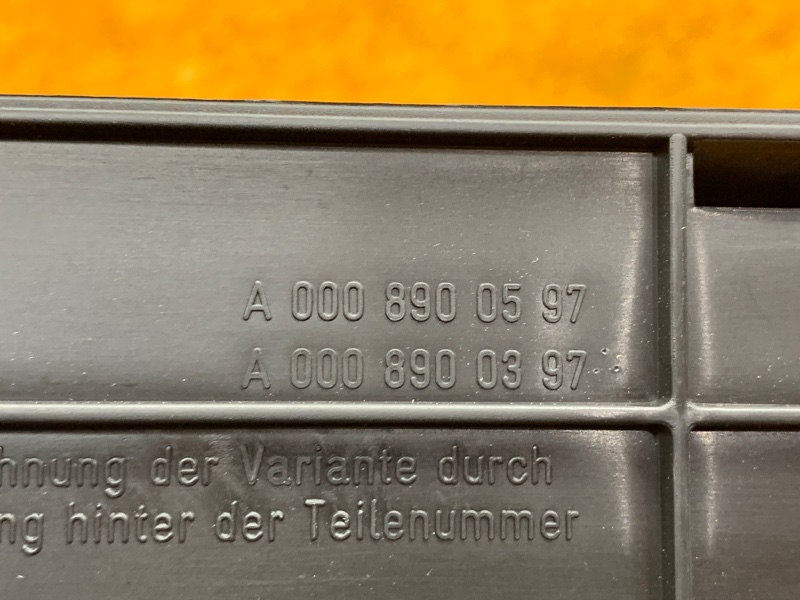 A 000 890 05 97
A 000 890 03 97
hnung der Variante durch
ng hinter der Teilenummer